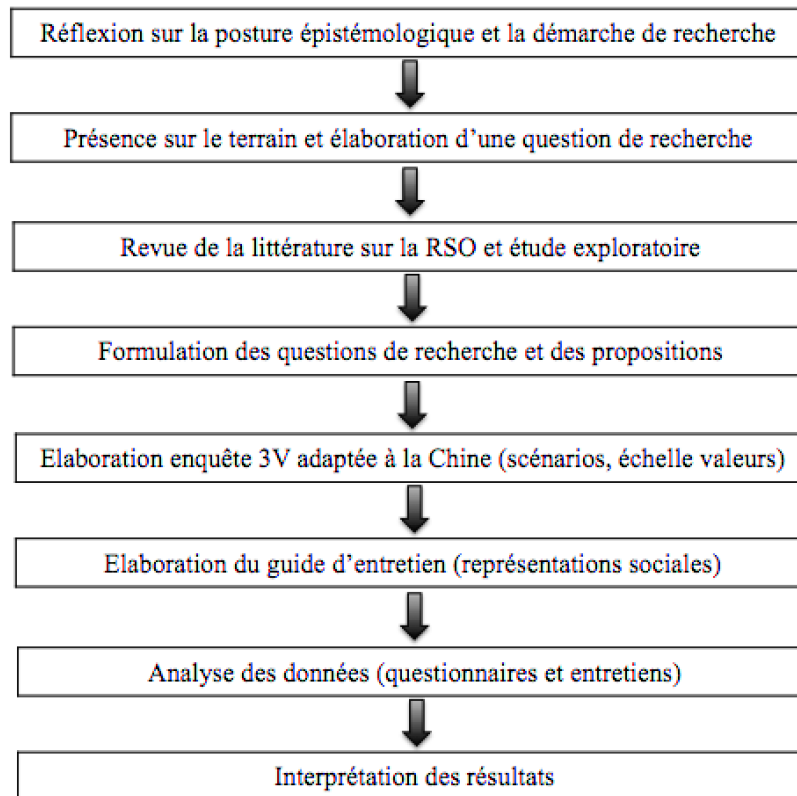 Réflexion sur la posture épistémologique et la démarche de recherche
Présence sur le terrain et élaboration d'une question de recherche
Revue de la littérature sur la RSO et étude exploratoire
Formulation des questions de recherche et des propositions
Elaboration enquête 3V adaptée à la Chine (scénarios, échelle valeurs)
Elaboration du guide d'entretien (représentations sociales)
Analyse des données (questionnaires et entretiens)
Interprétation des résultats